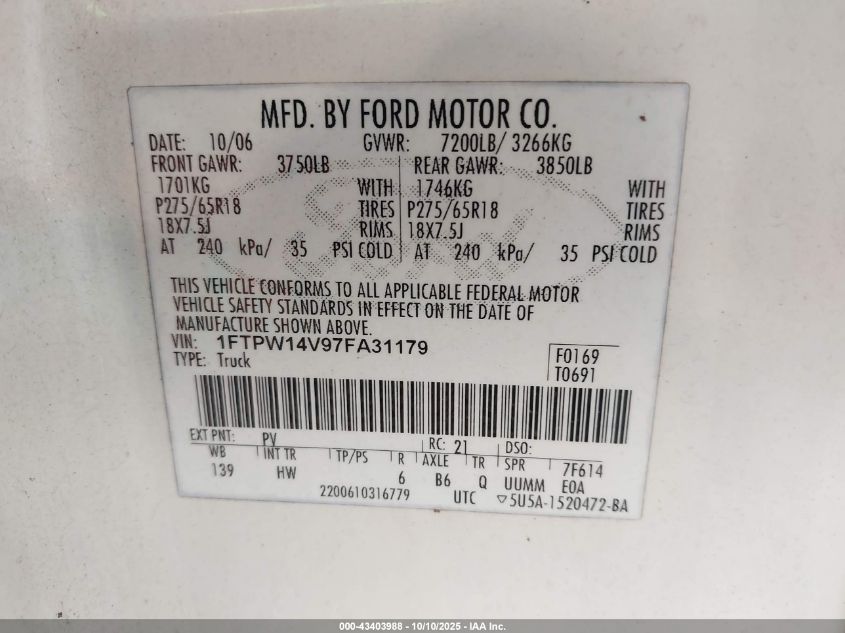 MFD. BY FORD MOTOR CO.
DATE: 10/06 GVWR: 7200LB/ 3266KG
FRONT GAWR: 3750LB REAR GAWR: 3850LB
1701KG WITH 1746KG WITH
P275/65R18 TIRES P275/65R18 TIRES
18X7.5J RIMS 18X7.5J RIMS
AT 240 kPa/ 35 PSI COLD AT 240 kPa/ 35 PSI COLD
THIS VEHICLE CONFORMS TO ALL APPLICABLE FEDERAL MOTOR
VEHICLE SAFETY STANDARDS IN EFFECT ON THE DATE OF
MANUFACTURE SHOWN ABOVE.
VIN: 1FTPW14V97FA31179
TYPE: Truck
F0169
T0691
EXT PNT: PV RC: 21 DSO:
WB INT TR TP/PS R AXLE TR SPR 7F614
139 HW 6 B6 Q UUMM E0A
2200610316779 UTC ▽5U5A-1520472-BA
000-43403988 - 10/10/2025 - IAA Inc.